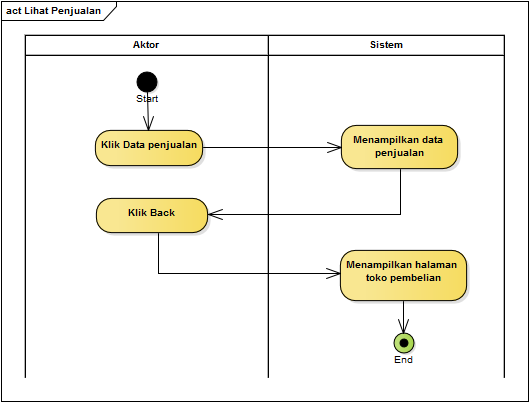 act Lihat Penjualan
Aktor
Sistem
Start
Klik Data penjualan
Menampilkan data
penjualan
Klik Back
Menampilkan halaman
toko pembelian
End